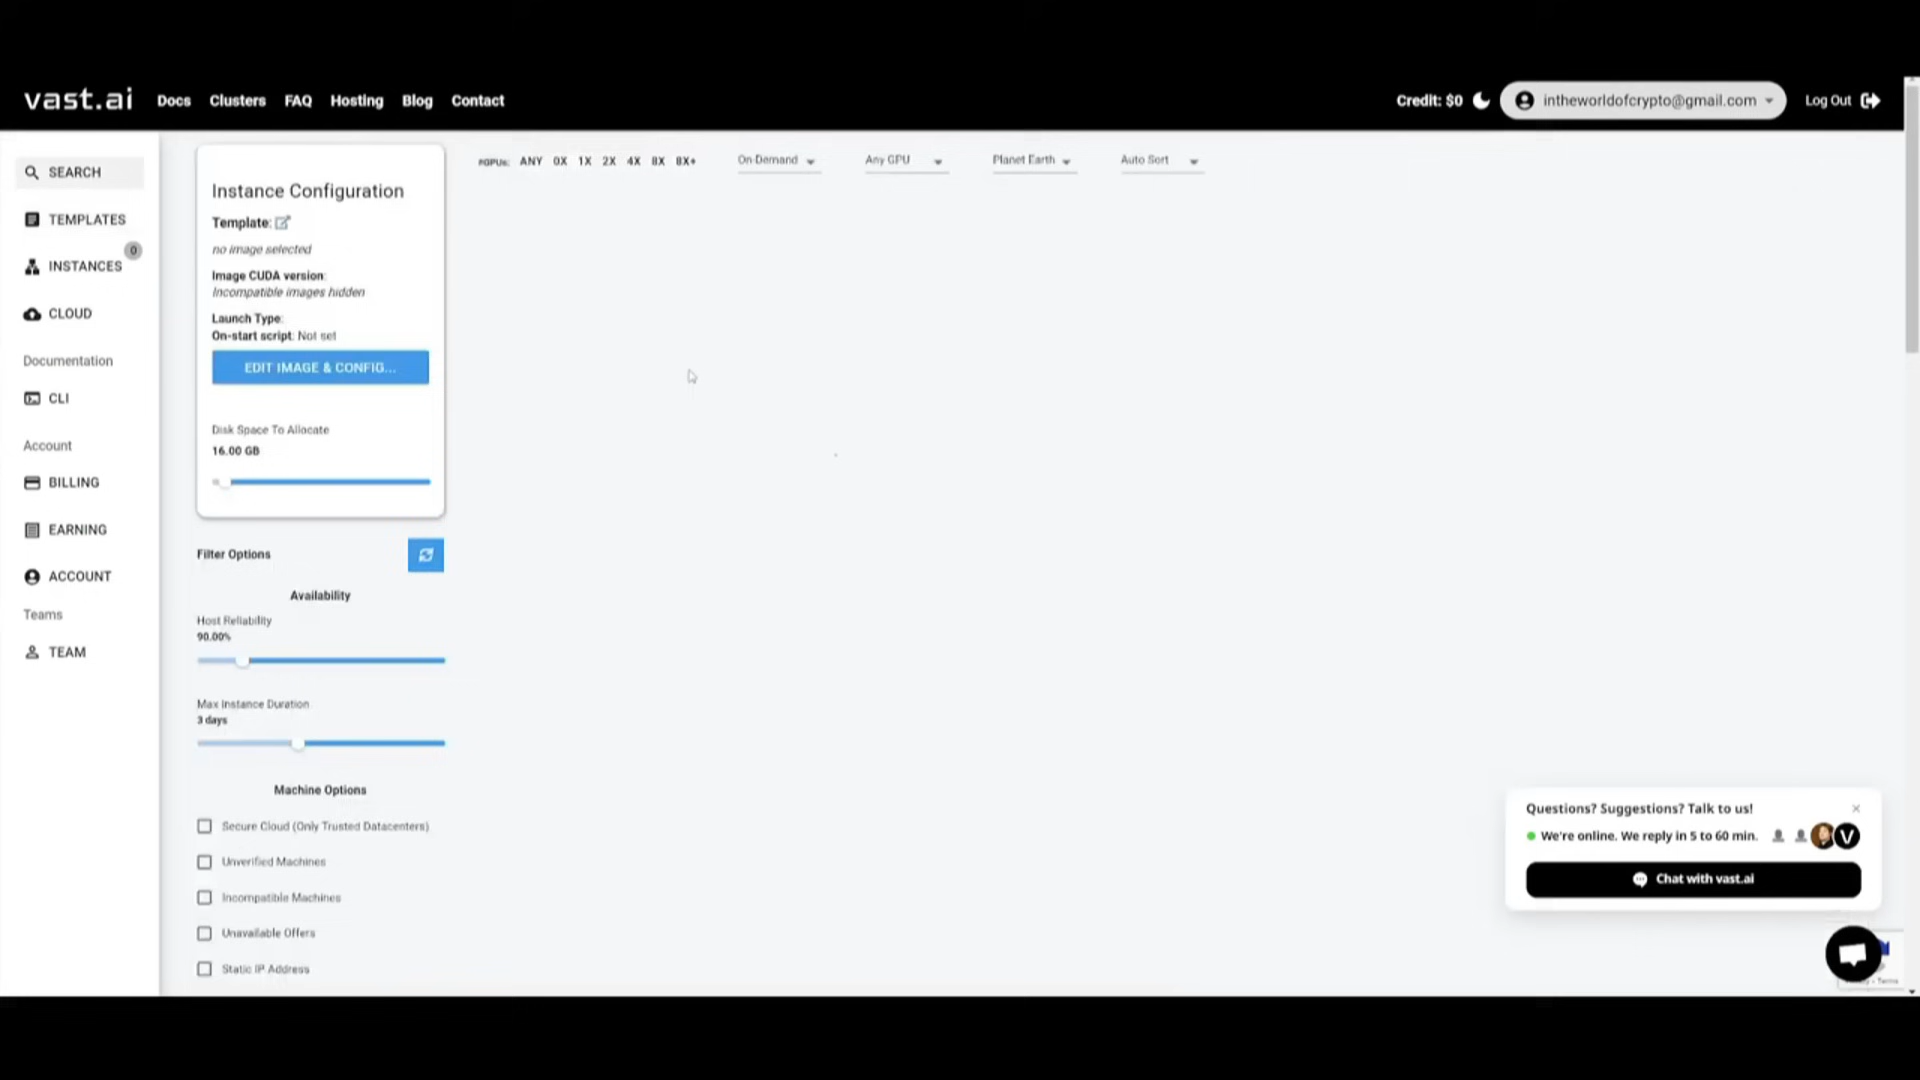 vast.ai
Docs
Clusters
FAQ
Hosting
Blog
Contact
Credit: $0
intheworldofcrypto@gmail.com
Log Out
SEARCH
TEMPLATES
0
INSTANCES
CLOUD
Documentation
CLI
Account
BILLING
EARNING
ACCOUNT
Teams
TEAM
Instance Configuration
Template:
no image selected
Image CUDA version:
Incompatible images hidden
Launch Type:
On-start script: Not set
EDIT IMAGE & CONFIG...
Disk Space To Allocate
16.00 GB
Filter Options
Availability
Host Reliability
90.00%
Max Instance Duration
3 days
Machine Options
Secure Cloud (Only Trusted Datacenters)
Unverified Machines
Incompatible Machines
Unavailable Offers
Static IP Address
#GPUs: ANY 0X 1X 2X 4X 8X 8X+
On-Demand
Any GPU
Planet Earth
Auto Sort
Questions? Suggestions? Talk to us!
We're online. We reply in 5 to 60 min.
V
Chat with vast.ai
Terms